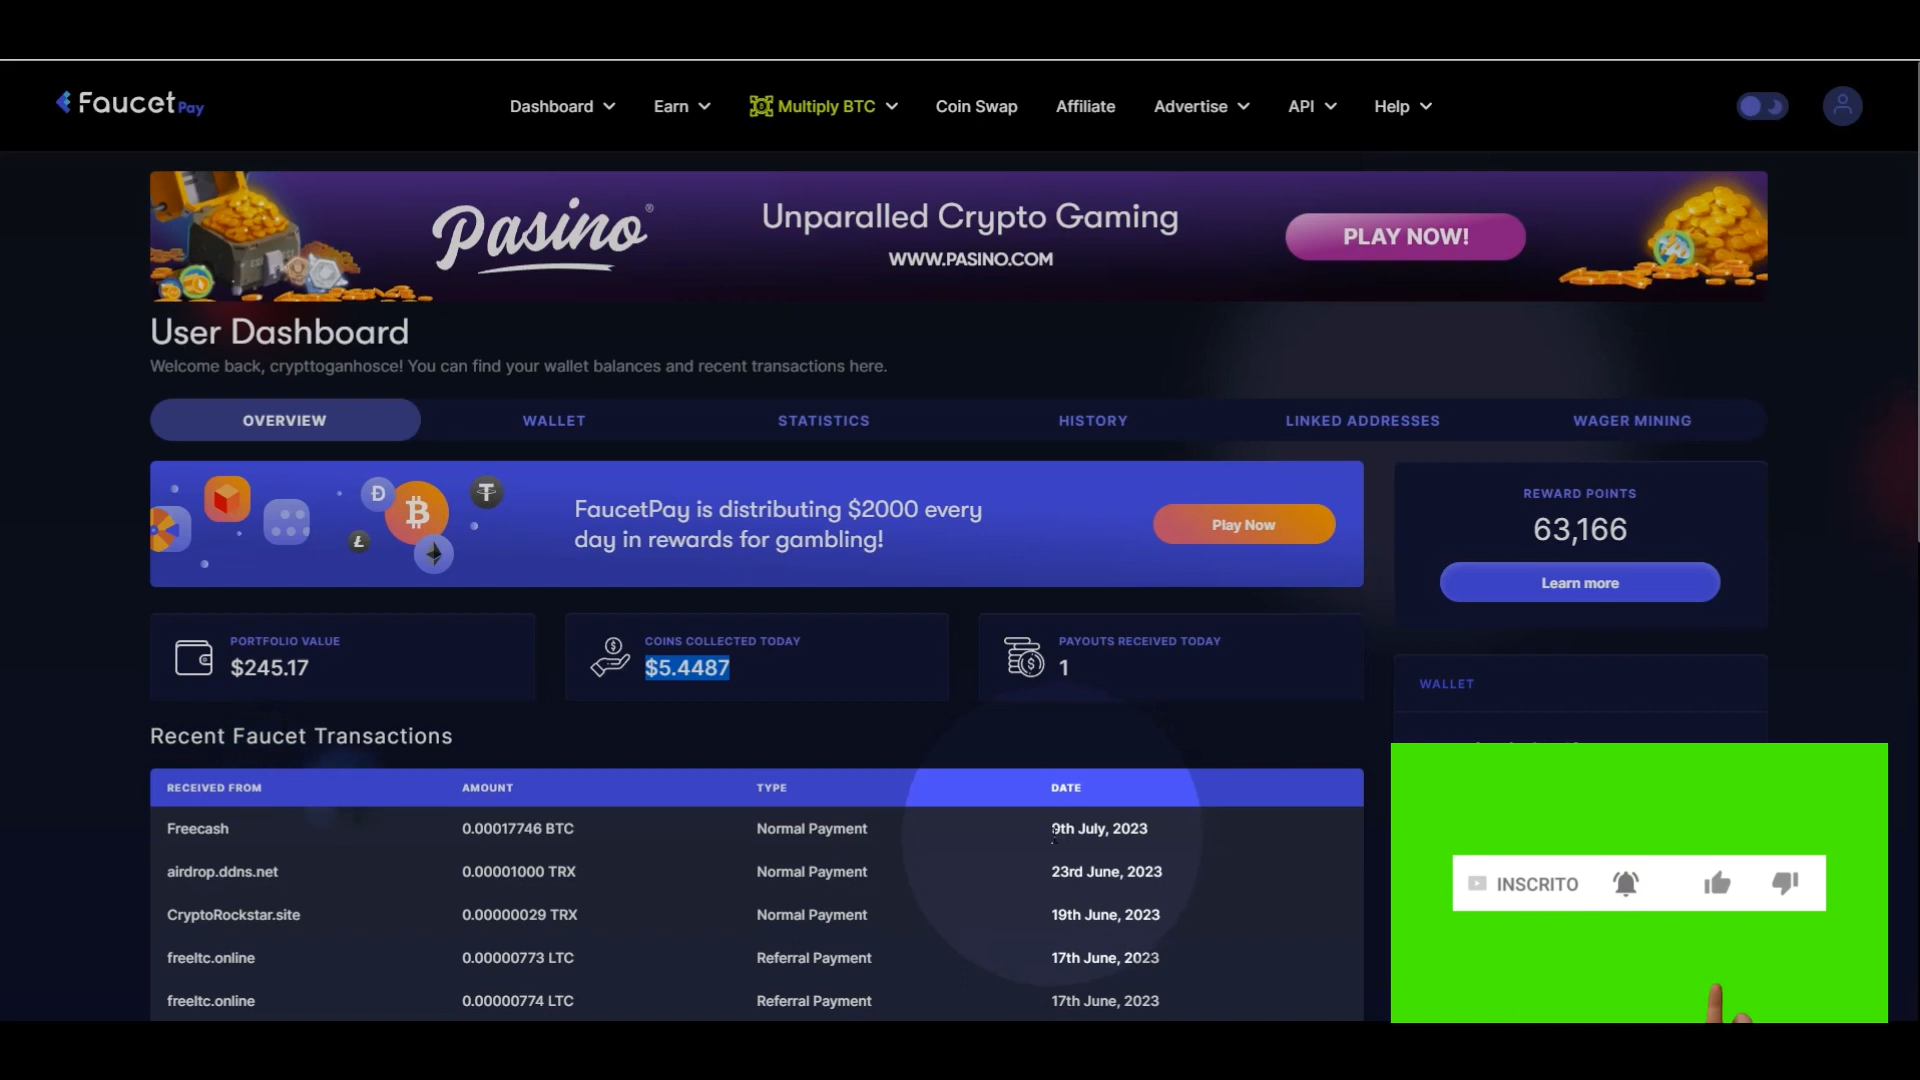 FaucetPay
Dashboard Earn Multiply BTC Coin Swap Affiliate Advertise API Help
Pasino®
Unparalled Crypto Gaming
WWW.PASINO.COM
PLAY NOW!
User Dashboard
Welcome back, crypttoganhosce! You can find your wallet balances and recent transactions here.
OVERVIEW WALLET STATISTICS HISTORY LINKED ADDRESSES WAGER MINING
FaucetPay is distributing $2000 every
day in rewards for gambling!
Play Now
REWARD POINTS
63,166
Learn more
PORTFOLIO VALUE
$245.17
COINS COLLECTED TODAY
$5.4487
PAYOUTS RECEIVED TODAY
1
WALLET
Recent Faucet Transactions
RECEIVED FROM AMOUNT TYPE DATE
Freecash 0.00017746 BTC Normal Payment 9th July, 2023
airdrop.ddns.net 0.00001000 TRX Normal Payment 23rd June, 2023
CryptoRockstar.site 0.00000029 TRX Normal Payment 19th June, 2023
freeltc.online 0.00000773 LTC Referral Payment 17th June, 2023
freeltc.online 0.00000774 LTC Referral Payment 17th June, 2023
INSCRITO